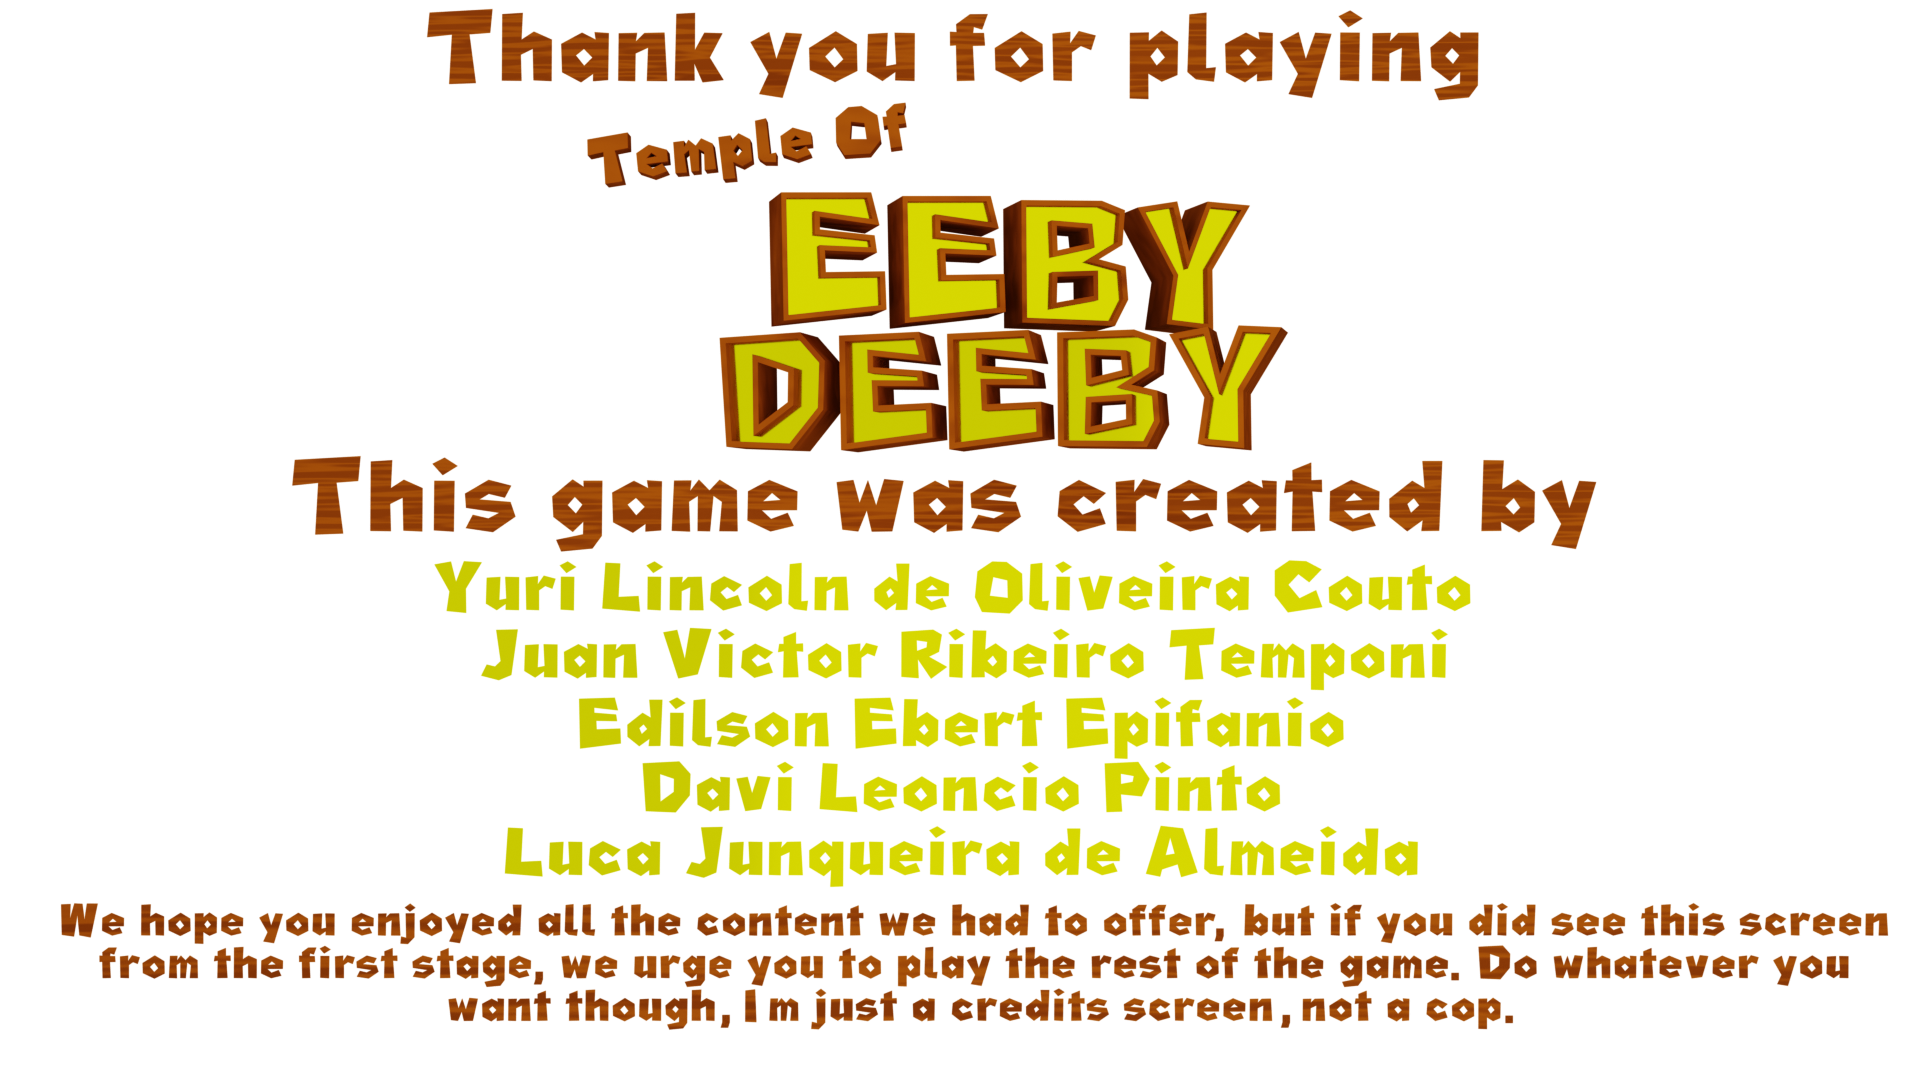 Thank you for playing
Temple Of
EEBY
DEEBY
This game was created by
Yuri Lincoln de Oliveira Couto
Juan Victor Ribeiro Temponi
Edilson Ebert Epifanio
Davi Leoncio Pinto
Luca Junqueira de Almeida
We hope you enjoyed all the content we had to offer, but if you did see this screen
from the first stage, we urge you to play the rest of the game. Do whatever you
want though, I m just a credits screen, not a cop.